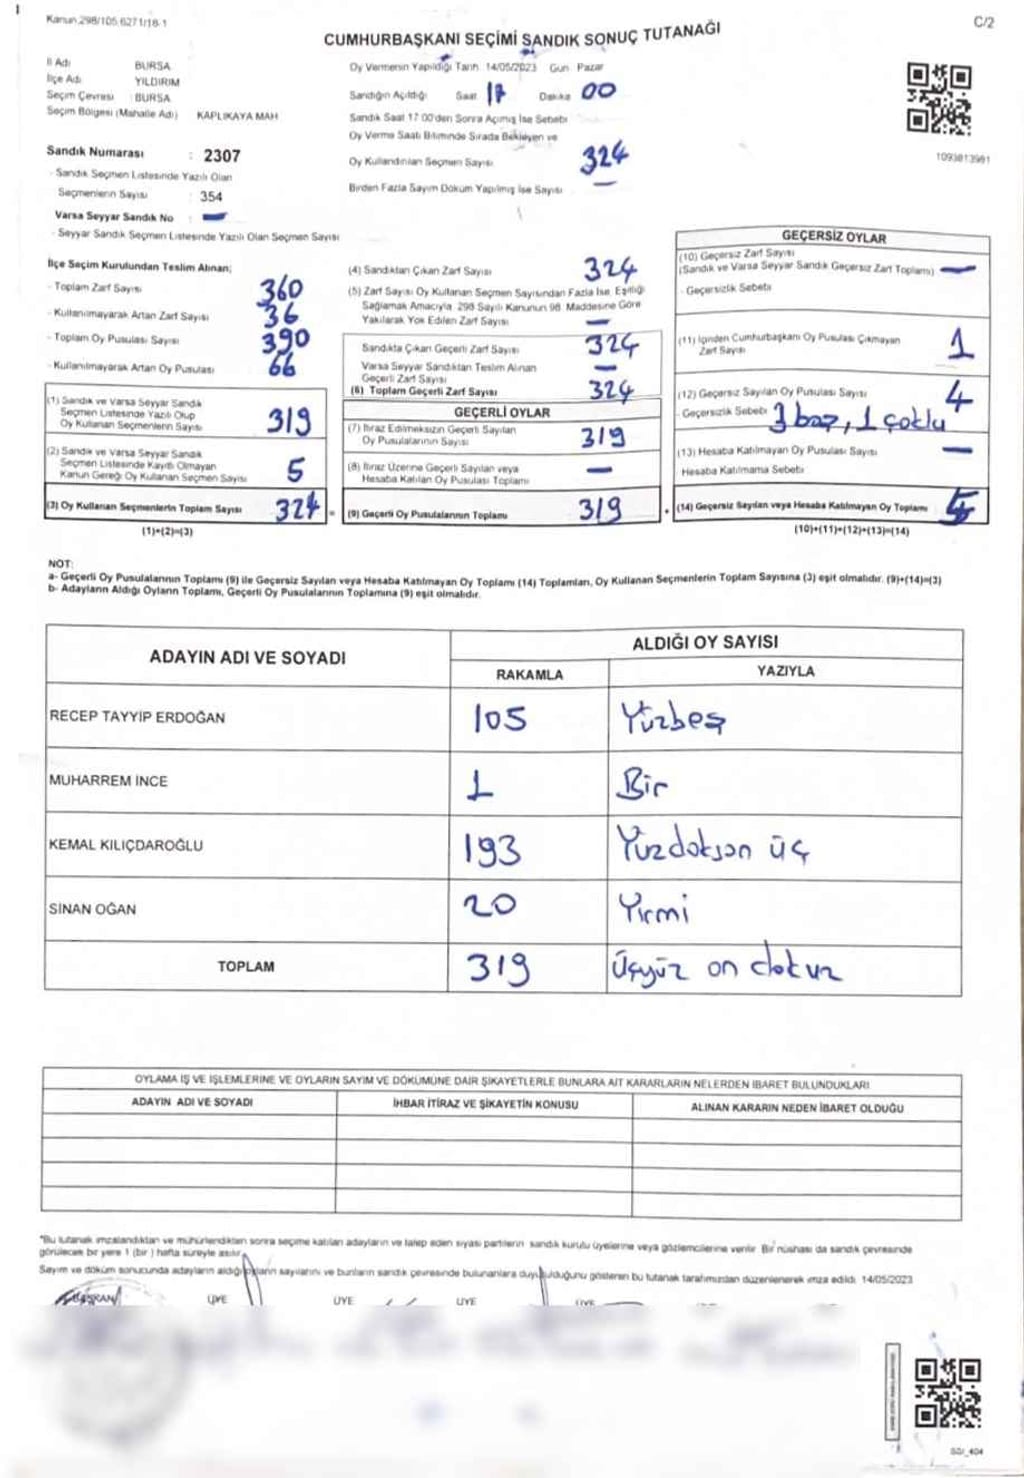 Kanun,298/105,6271/18-1
C/2
CUMHURBAŞKANI SEÇİMİ SANDIK SONUÇ TUTANAĞI
İl Adı BURSA
İlçe Adı YILDIRIM
Seçim Çevresi : BURSA
Seçim Bölgesi (Mahalle Adı) KAPLIKAYA MAH
Sandık Numarası : 2307
- Sandık Seçmen Listesinde Yazılı Olan
Seçmenlerin Sayısı : 354
Varsa Seyyar Sandık No : —
- Seyyar Sandık Seçmen Listesinde Yazılı Olan Seçmen Sayısı
Oy Vermenin Yapıldığı Tarih 14/05/2023 Gün Pazar
Sandığın Açıldığı Saat 17 Dakika 00
Sandık Saat 17 00'den Sonra Açımış İse Sebebi
Oy Verme Saati Bitiminde Sırada Bekleyen ve
Oy Kullandırılan Seçmen Sayısı 324
Birden Fazla Sayım Döküm Yapılmış İse Sayısı —
1093813981
İlçe Seçim Kurulundan Teslim Alınan;
- Toplam Zarf Sayısı 360
- Kullanılmayarak Artan Zarf Sayısı 36
- Toplam Oy Pusulası Sayısı 390
- Kullanılmayarak Artan Oy Pusulası 66
(1) Sandık ve Varsa Seyyar Sandık
Seçmen Listesinde Yazılı Olup
Oy Kullanan Seçmenlerin Sayısı 319
(2) Sandık ve Varsa Seyyar Sandık
Seçmen Listesinde Kayıtlı Olmayan
Kanun Gereği Oy Kullanan Seçmen Sayısı 5
(3) Oy Kullanan Seçmenlerin Toplam Sayısı 324
(1)+(2)=(3)
(4) Sandıktan Çıkan Zarf Sayısı 324
(5) Zarf Sayısı Oy Kullanan Seçmen Sayısından Fazla İse, Eşitliği
Sağlamak Amacıyla 298 Sayılı Kanunun 98. Maddesine Göre
Yakılarak Yok Edilen Zarf Sayısı —
Sandıkta Çıkan Geçerli Zarf Sayısı 324
Varsa Seyyar Sandıktan Teslim Alınan
Geçerli Zarf Sayısı —
(6) Toplam Geçerli Zarf Sayısı 324
GEÇERLİ OYLAR
(7) İtiraz Edilmeksizin Geçerli Sayılan
Oy Pusulalarının Sayısı 319
(8) İtiraz Üzerine Geçerli Sayılan veya
Hesaba Katılan Oy Pusulası Toplamı —
= (9) Geçerli Oy Pusulalarının Toplamı 319
GEÇERSİZ OYLAR
(10) Geçersiz Zarf Sayısı
(Sandık ve Varsa Seyyar Sandık Geçersiz Zarf Toplamı) —
- Geçersizlik Sebebi
(11) İçinden Cumhurbaşkanı Oy Pusulası Çıkmayan
Zarf Sayısı 1
(12) Geçersiz Sayılan Oy Pusulası Sayısı 4
- Geçersizlik Sebebi 3 boş, 1 çoklu
(13) Hesaba Katılmayan Oy Pusulası Sayısı —
Hesaba Katılmama Sebebi
+ (14) Geçersiz Sayılan veya Hesaba Katılmayan Oy Toplamı 5
(10)+(11)+(12)+(13)=(14)
NOT:
a- Geçerli Oy Pusulalarının Toplamı (9) ile Geçersiz Sayılan veya Hesaba Katılmayan Oy Toplamı (14) Toplamları, Oy Kullanan Seçmenlerin Toplam Sayısına (3) eşit olmalıdır. (9)+(14)=(3)
b- Adayların Aldığı Oyların Toplamı, Geçerli Oy Pusulalarının Toplamına (9) eşit olmalıdır.
ADAYIN ADI VE SOYADI ALDIĞI OY SAYISI
RAKAMLA YAZIYLA
RECEP TAYYİP ERDOĞAN 105 Yüzbeş
MUHARREM İNCE 1 Bir
KEMAL KILIÇDAROĞLU 193 Yüzdoksan üç
SİNAN OĞAN 20 Yirmi
TOPLAM 319 Üçyüz on dokuz
OYLAMA İŞ VE İŞLEMLERİNE VE OYLARIN SAYIM VE DÖKÜMÜNE DAİR ŞİKAYETLERLE BUNLARA AİT KARARLARIN NELERDEN İBARET BULUNDUKLARI
ADAYIN ADI VE SOYADI İHBAR İTİRAZ VE ŞİKAYETİN KONUSU ALINAN KARARIN NEDEN İBARET OLDUĞU
*Bu tutanak imzalandıktan ve mühürlendikten sonra seçime katılan adayların ve talep eden siyasi partilerin sandık kurulu üyelerine veya gözlemcilerine verilir. Bir nüshası da sandık çevresinde
görülecek bir yere 1 (bir ) hafta süreyle asılır.
Sayım ve döküm sonucunda adayların aldığı oyların sayılarını ve bunların sandık çevresinde bulunanlara duyurulduğunu gösteren bu tutanak tarafımızdan düzenlenerek imza edildi. 14/05/2023
BAŞKAN ÜYE ÜYE ÜYE ÜYE